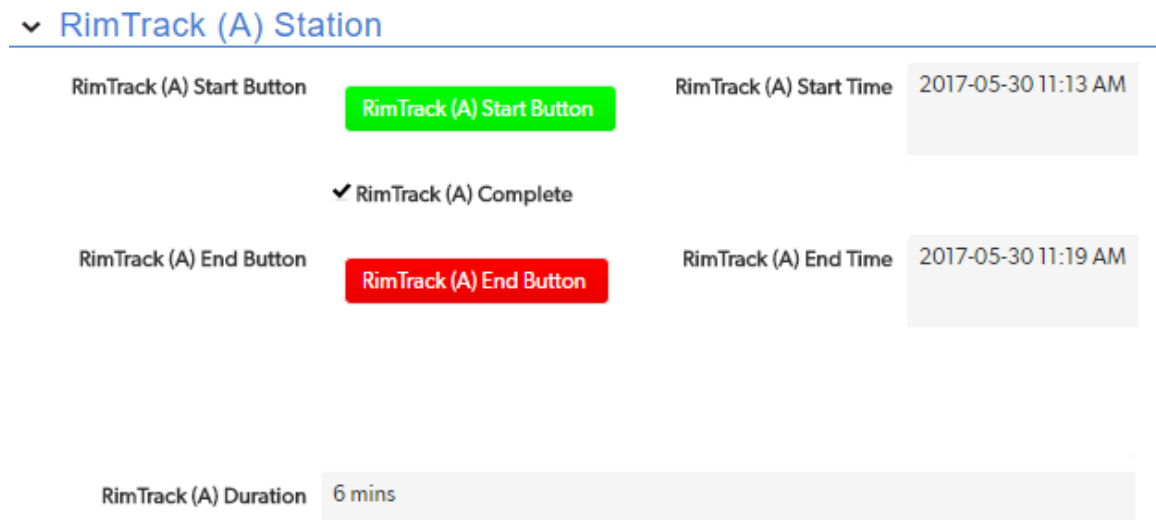 RimTrack (A) Station
RimTrack (A) Start Button
RimTrack (A) Start Button
RimTrack (A) Start Time
2017-05-30 11:13 AM
RimTrack (A) Complete
RimTrack (A) End Button
RimTrack (A) End Button
RimTrack (A) End Time
2017-05-30 11:19 AM
RimTrack (A) Duration
6 mins